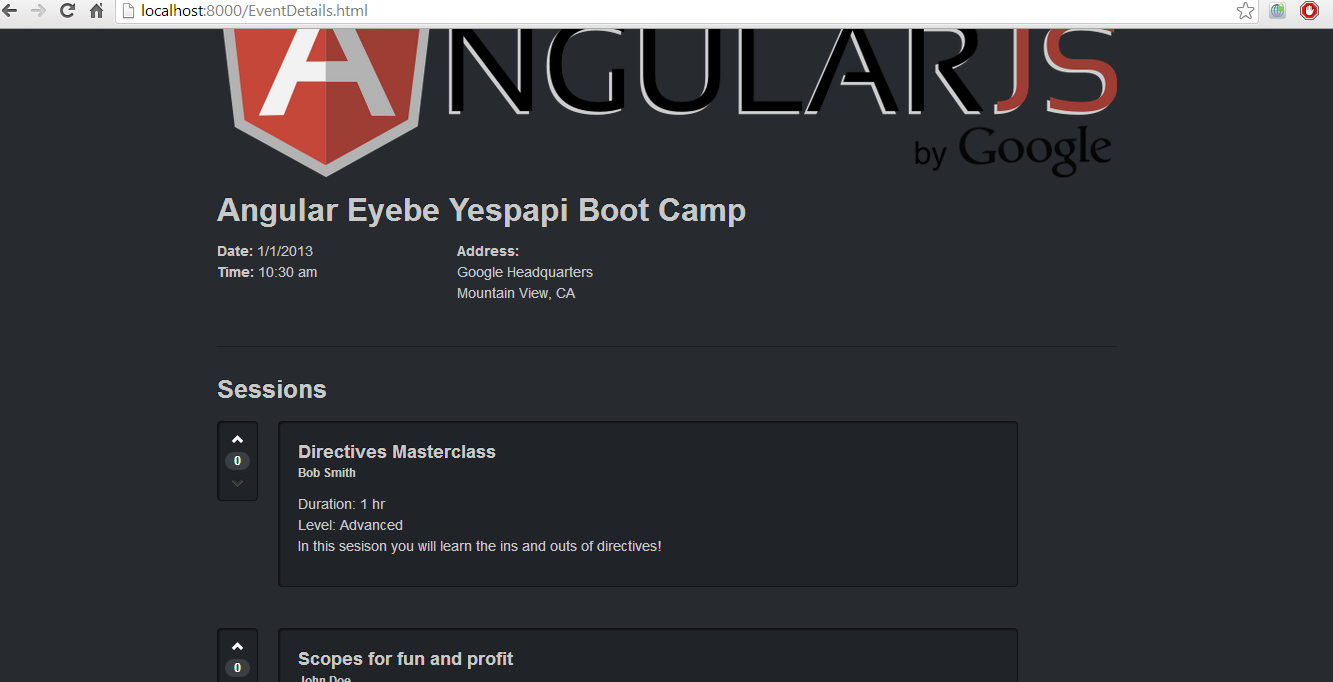 localhost:8000/EventDetails.html
ANGULARJS
by Google
Angular Eyebe Yespapi Boot Camp
Date: 1/1/2013
Time: 10:30 am
Address:
Google Headquarters
Mountain View, CA
Sessions
0
Directives Masterclass
Bob Smith
Duration: 1 hr
Level: Advanced
In this sesison you will learn the ins and outs of directives!
0
Scopes for fun and profit
John Doe